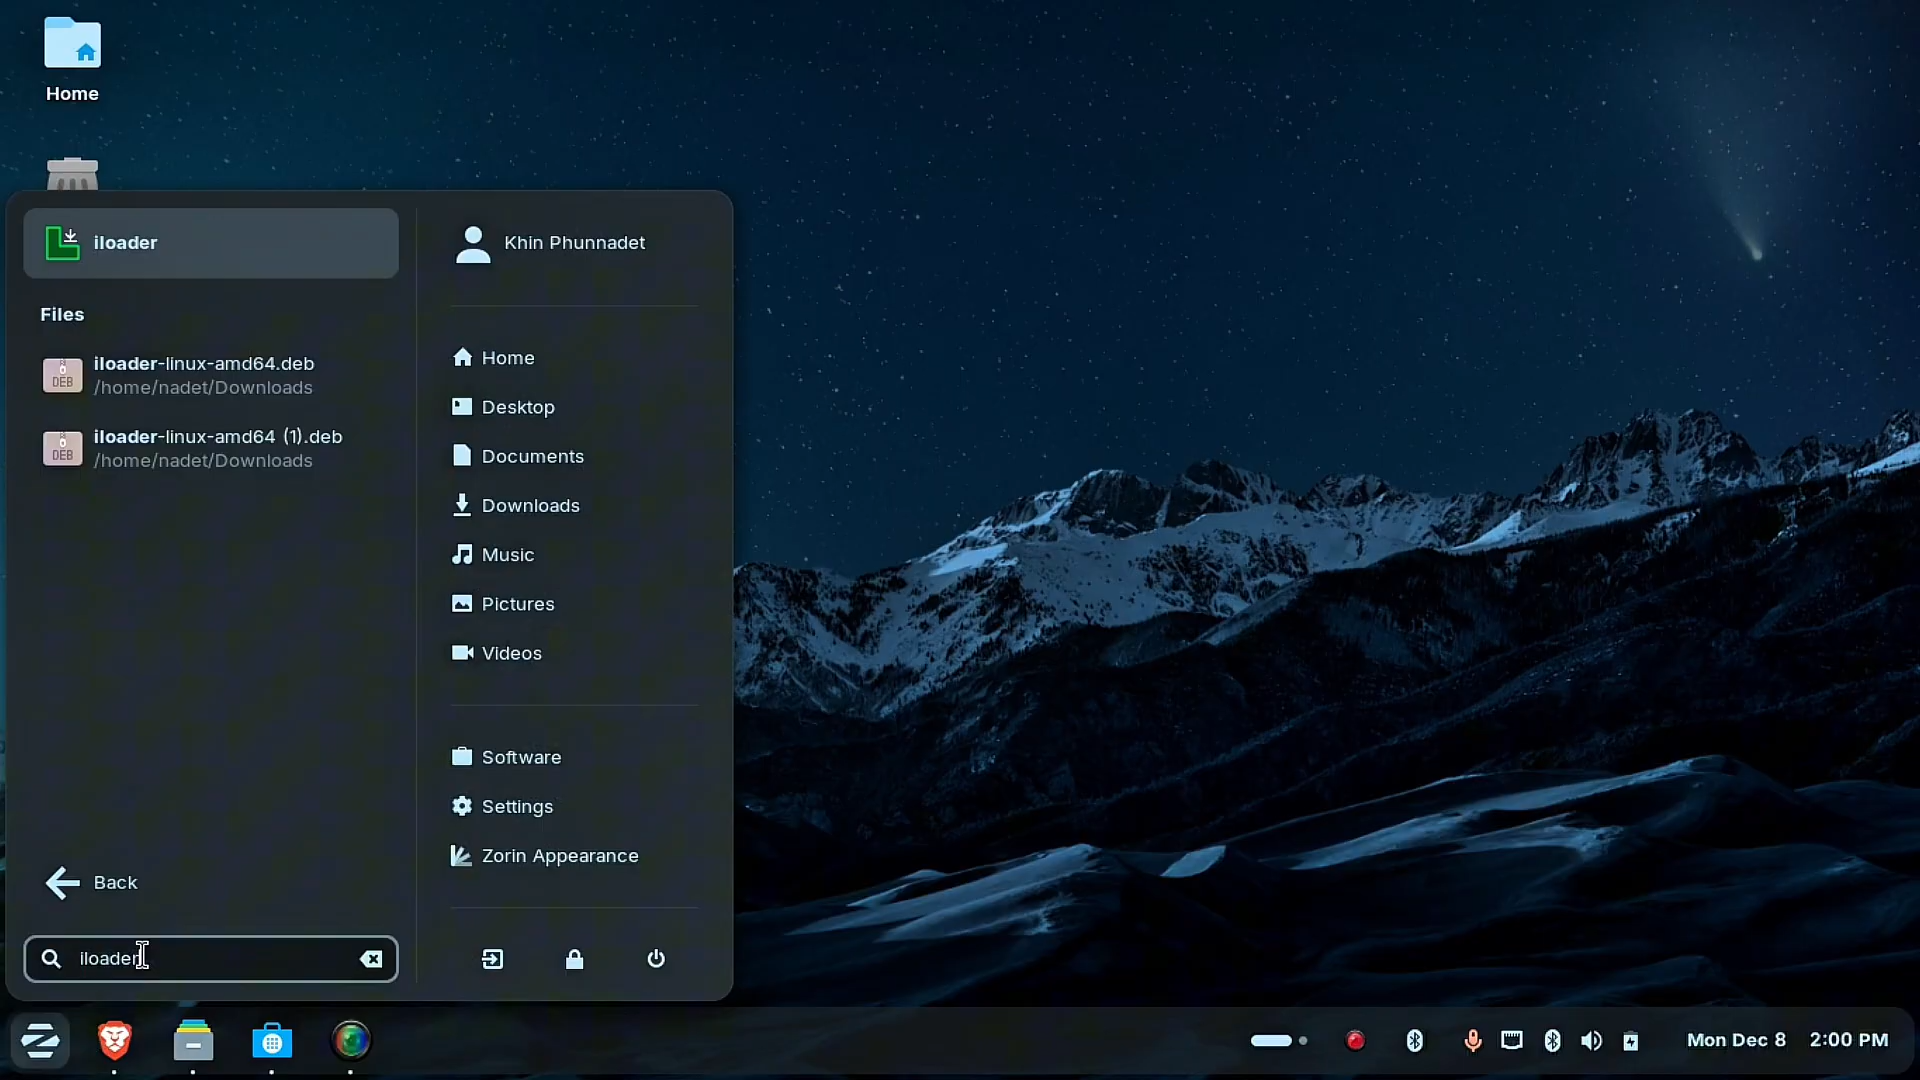 Home
iloader
Files
iloader-linux-amd64.deb
/home/nadet/Downloads
iloader-linux-amd64 (1).deb
/home/nadet/Downloads
Back
iloader
Khin Phunnadet
Home
Desktop
Documents
Downloads
Music
Pictures
Videos
Software
Settings
Zorin Appearance
Mon Dec 8 2:00 PM